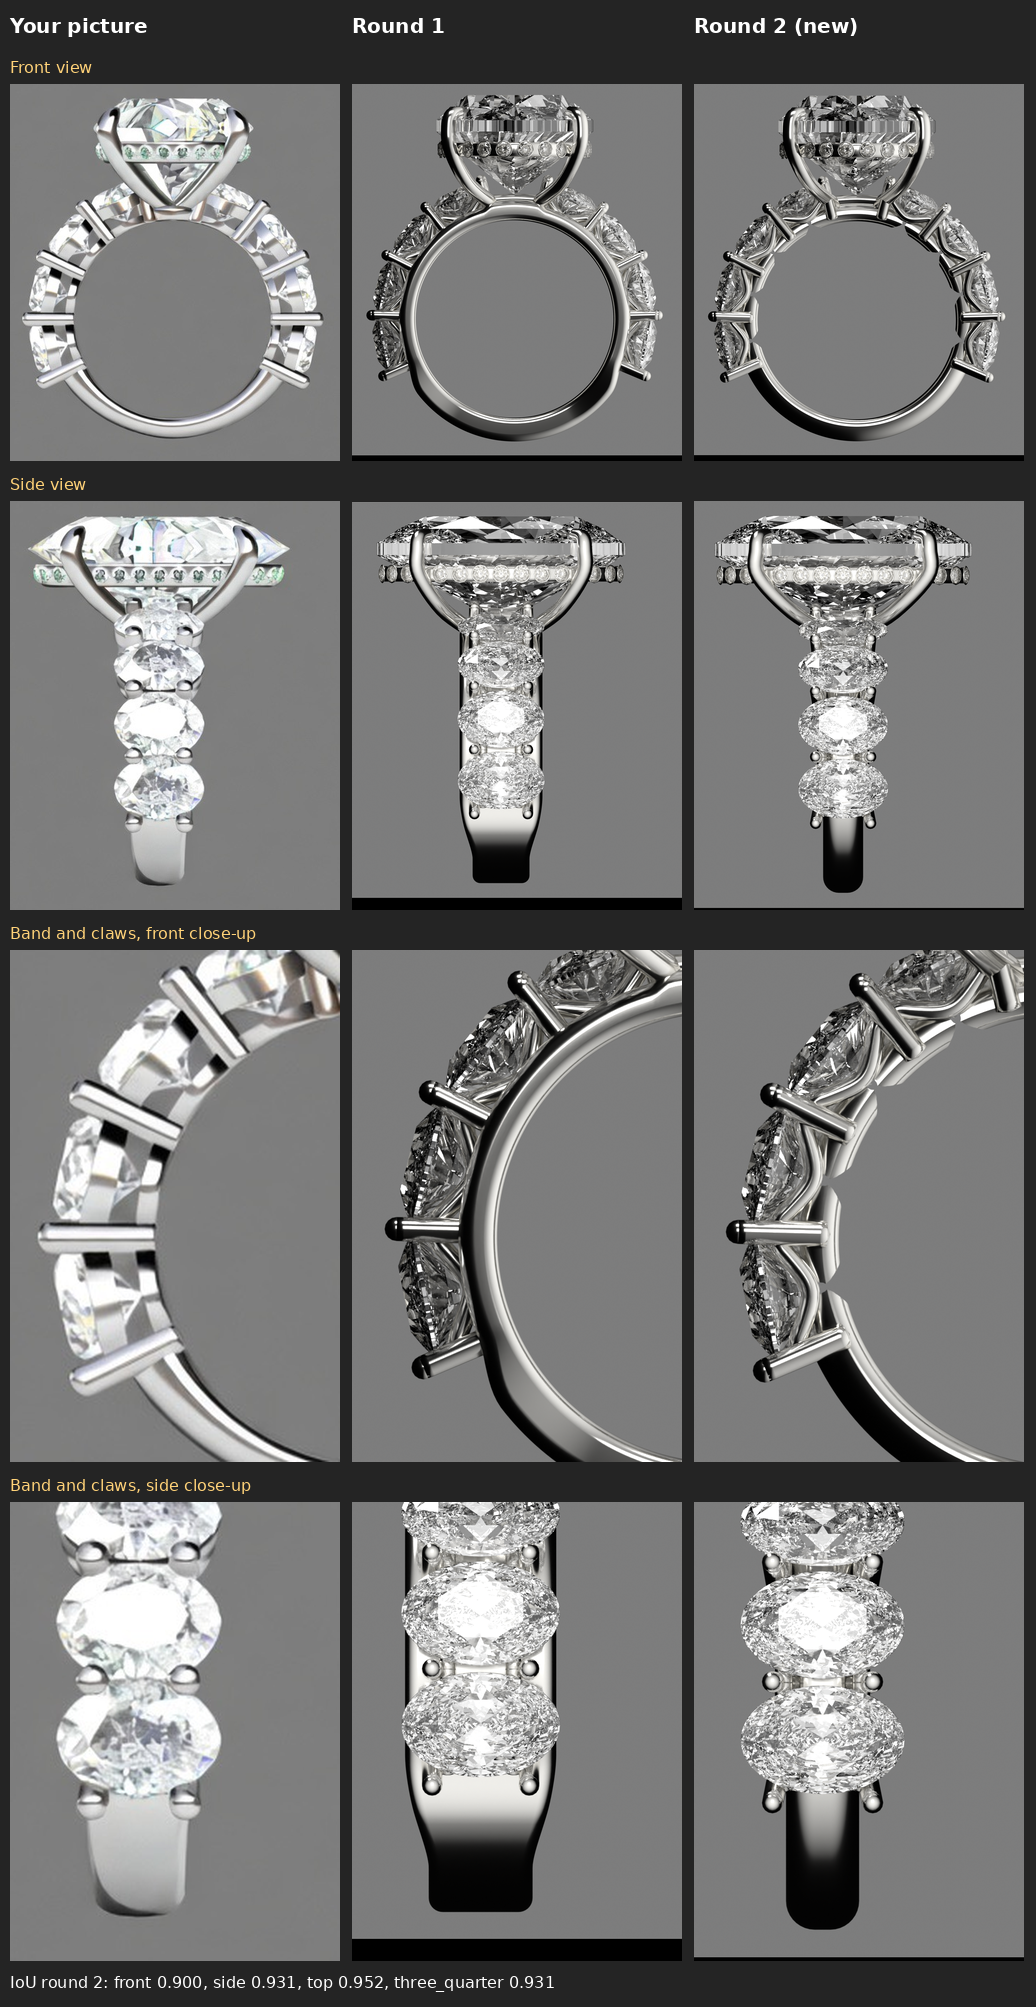 Your picture
Round 1
Round 2 (new)
Front view
Side view
Band and claws, front close-up
Band and claws, side close-up
IoU round 2: front 0.900, side 0.931, top 0.952, three_quarter 0.931